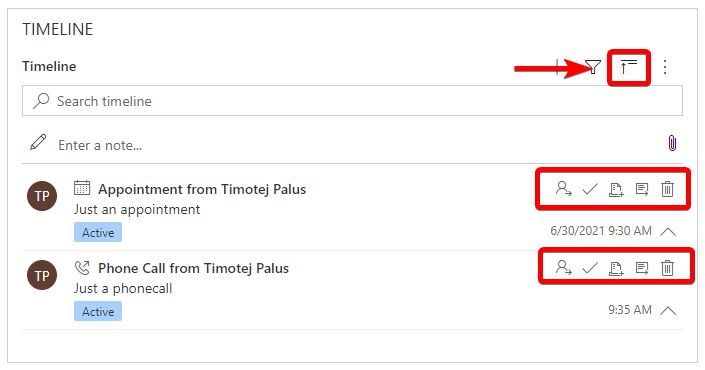 TIMELINE
Timeline
Search timeline
Enter a note...
TP
Appointment from Timotej Palus
Just an appointment
Active
6/30/2021 9:30 AM
TP
Phone Call from Timotej Palus
Just a phonecall
Active
9:35 AM